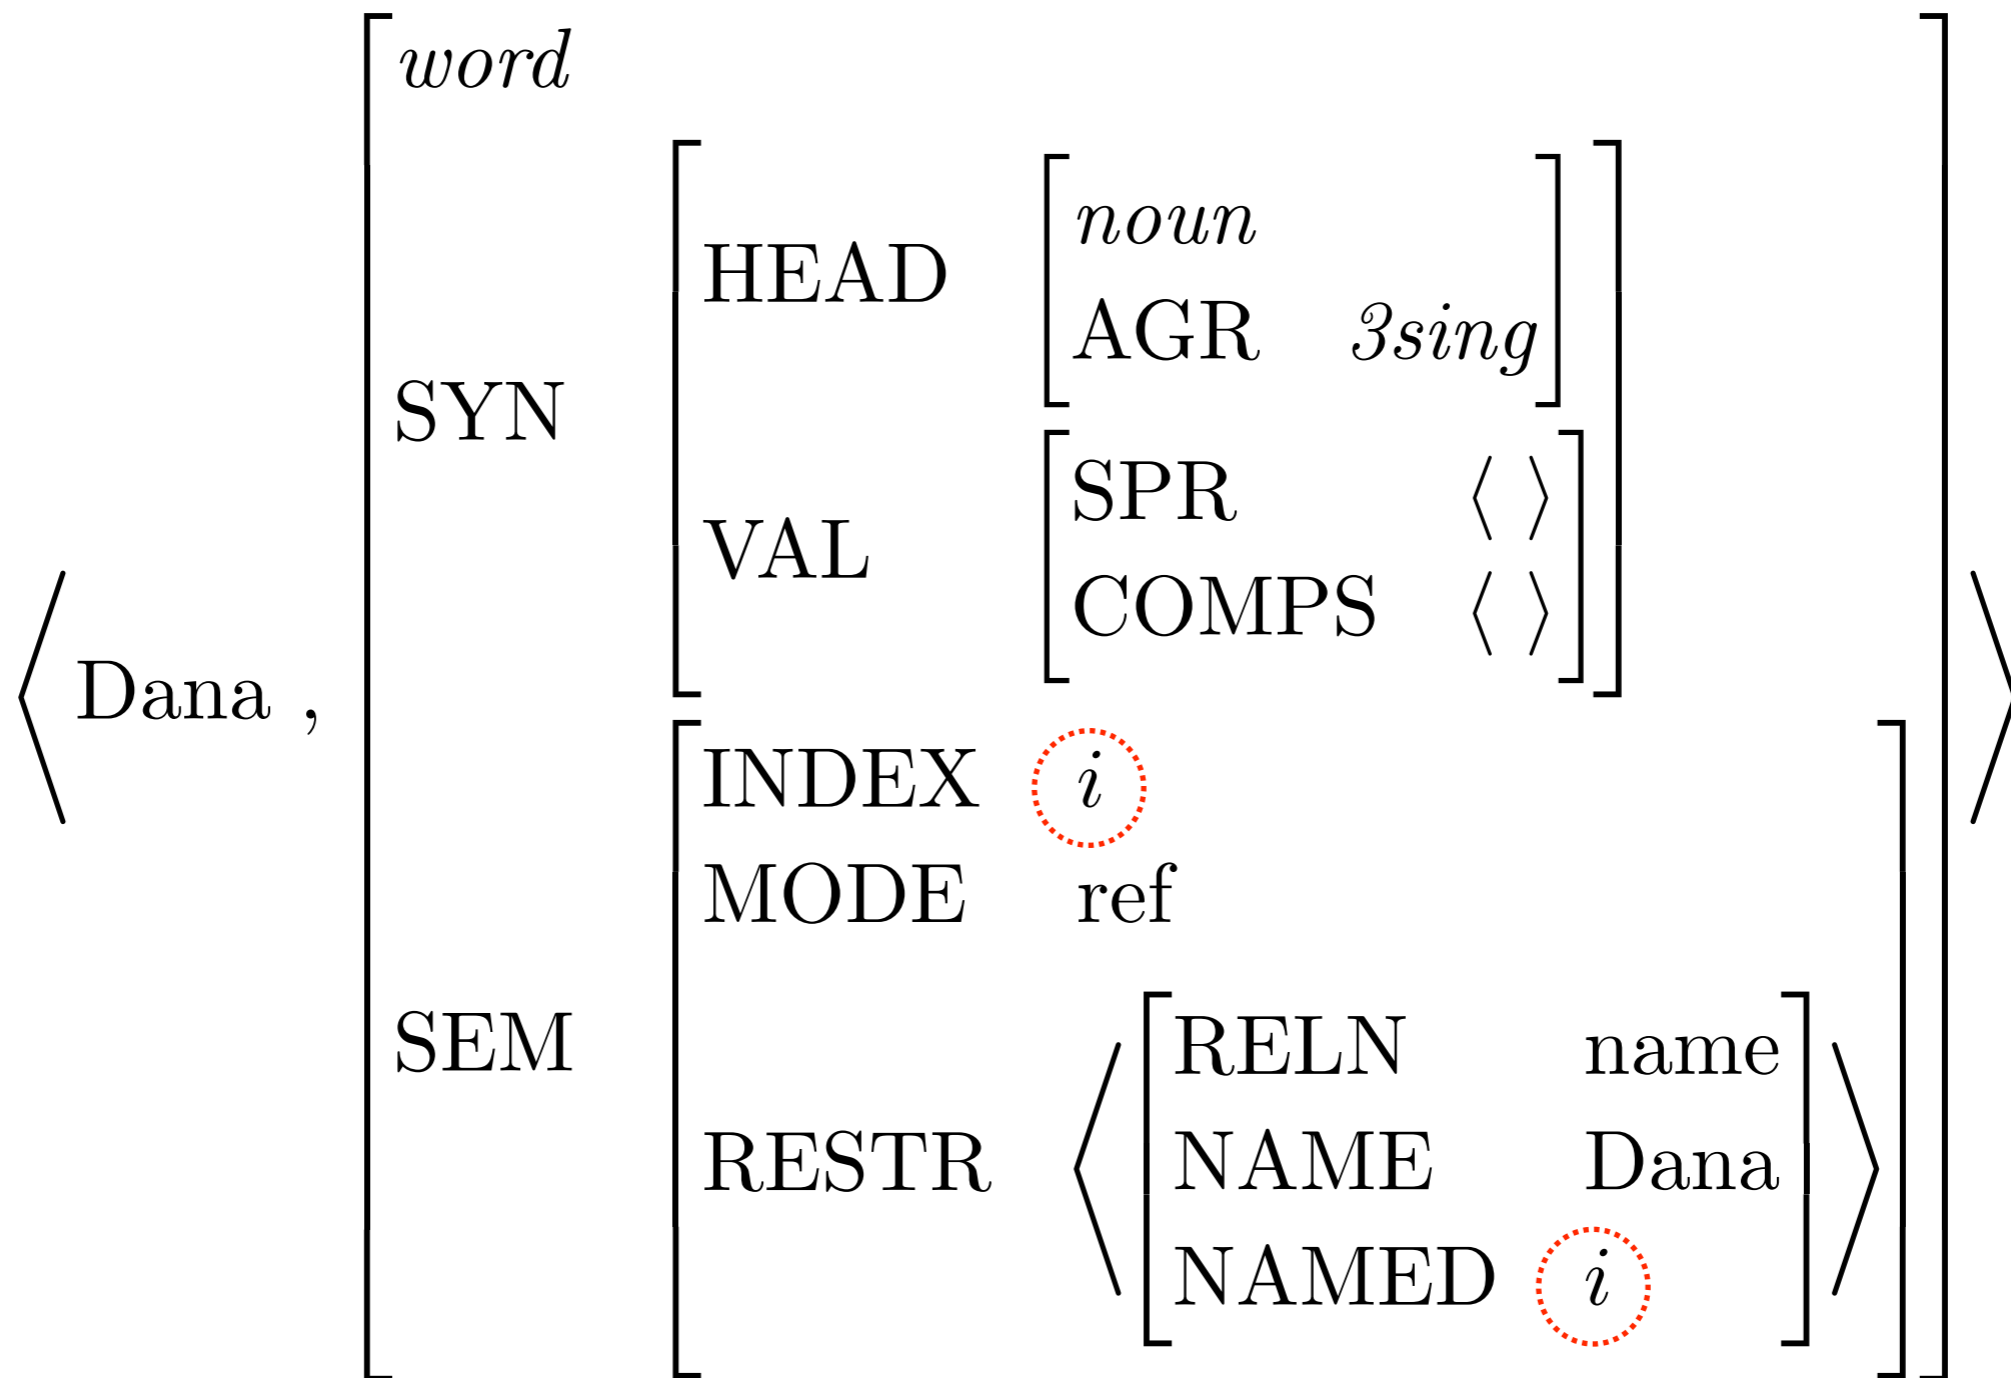 word
HEAD noun
AGR 3sing
SYN
VAL SPR ⟨ ⟩
COMPS ⟨ ⟩
⟨ Dana ,
INDEX i
MODE ref
SEM
RESTR ⟨ RELN name
NAME Dana
NAMED i ⟩ ⟩